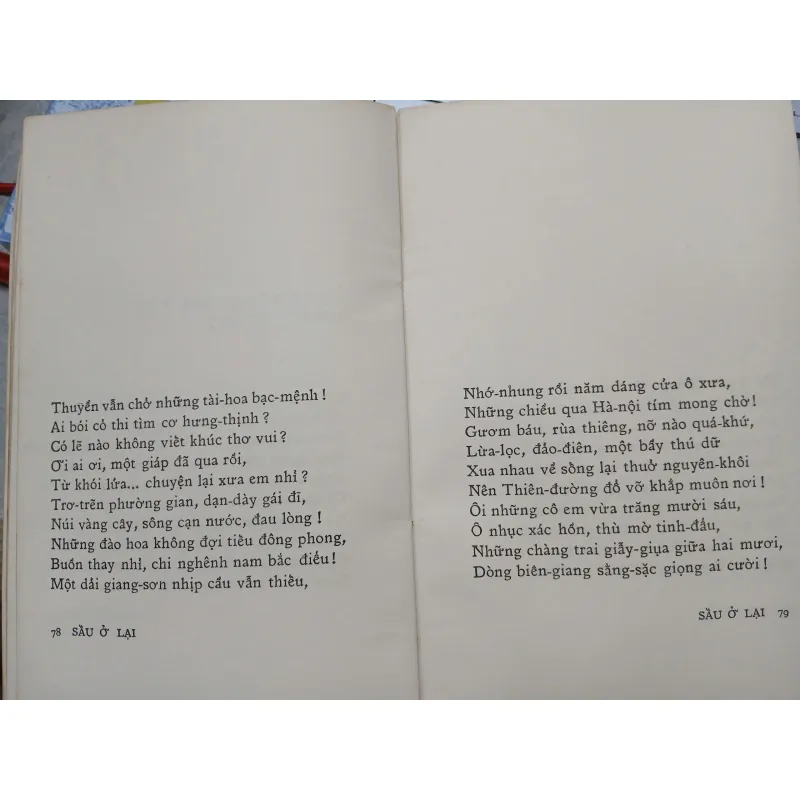 Thuyền vẫn chở những tài-hoa bạc-mệnh !
Ai bói cỏ thi tìm cơ hưng-thịnh ?
Có lẽ nào không viết khúc thơ vui ?
Ơi ai ơi, một giáp đã qua rồi,
Từ khói lửa... chuyện lại xưa em nhỉ ?
Trơ-trẽn phường gian, dạn-dày gái đĩ,
Núi vàng cây, sông cạn nước, đau lòng !
Những đào hoa không đợi tiều đông phong,
Buồn thay nhỉ, chi nghênh nam bắc điểu !
Một dải giang-sơn nhịp cầu vẫn thiếu,
78 SẦU Ở LẠI
Nhớ-nhung rồi năm dáng cửa ô xưa,
Những chiều qua Hà-nội tím mong chờ !
Gươm báu, rùa thiêng, nỡ nào quá-khứ,
Lừa-lọc, đảo-điên, một bầy thú dữ
Xua nhau về sống lại thuở nguyên-khôi
Nên Thiên-đường đổ vỡ khắp muôn nơi !
Ôi những cô em vừa trăng mười sáu,
Ô nhục xác hồn, thù mờ tinh-đẩu,
Những chàng trai giẫy-giụa giữa hai mươi,
Dòng biên-giang sằng-sặc giọng ai cười !
SẦU Ở LẠI 79